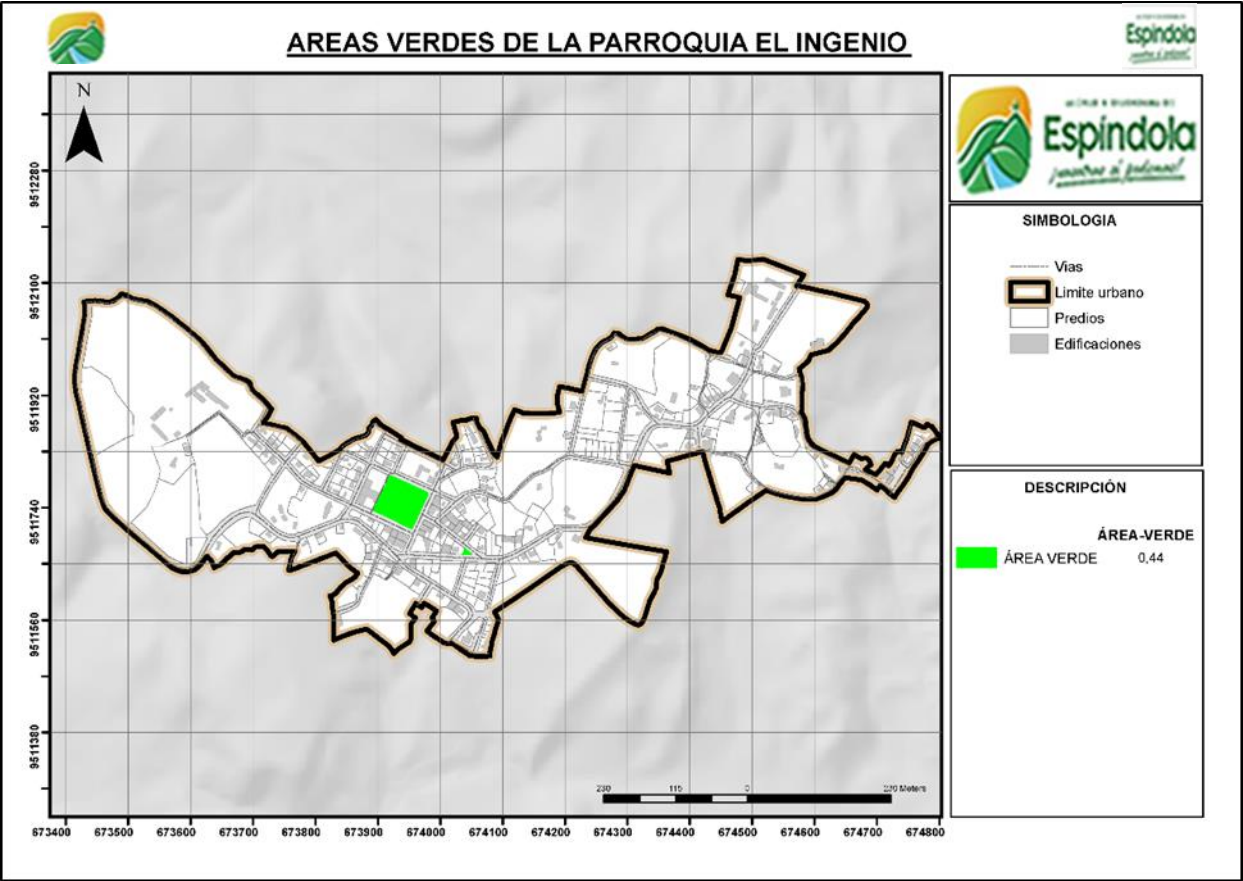 AREAS VERDES DE LA PARROQUIA EL INGENIO
Espíndola
N
9512280
9512100
9511920
9511740
9511560
9511380
230 115 0 230 Meters
673400 673500 673600 673700 673800 673900 674000 674100 674200 674300 674400 674500 674600 674700 674800
Espíndola
SIMBOLOGIA
Vias
Limite urbano
Predios
Edificaciones
DESCRIPCIÓN
ÁREA-VERDE
ÁREA VERDE 0,44